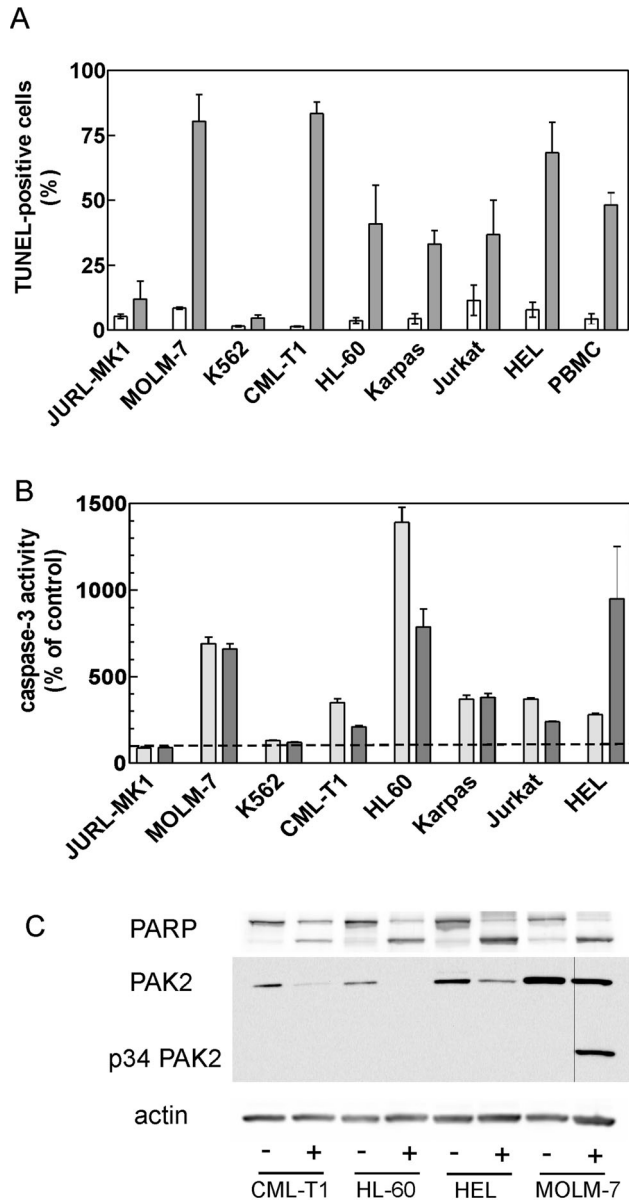 A
TUNEL-positive cells
(%)
100
75
50
25
0
JURL-MK1
MOLM-7
K562
CML-T1
HL-60
Karpas
Jurkat
HEL
PBMC
B
caspase-3 activity
(% of control)
1500
1000
500
0
JURL-MK1
MOLM-7
K562
CML-T1
HL60
Karpas
Jurkat
HEL
C
PARP
PAK2
p34 PAK2
actin
- + - + - + - +
CML-T1 HL-60 HEL MOLM-7